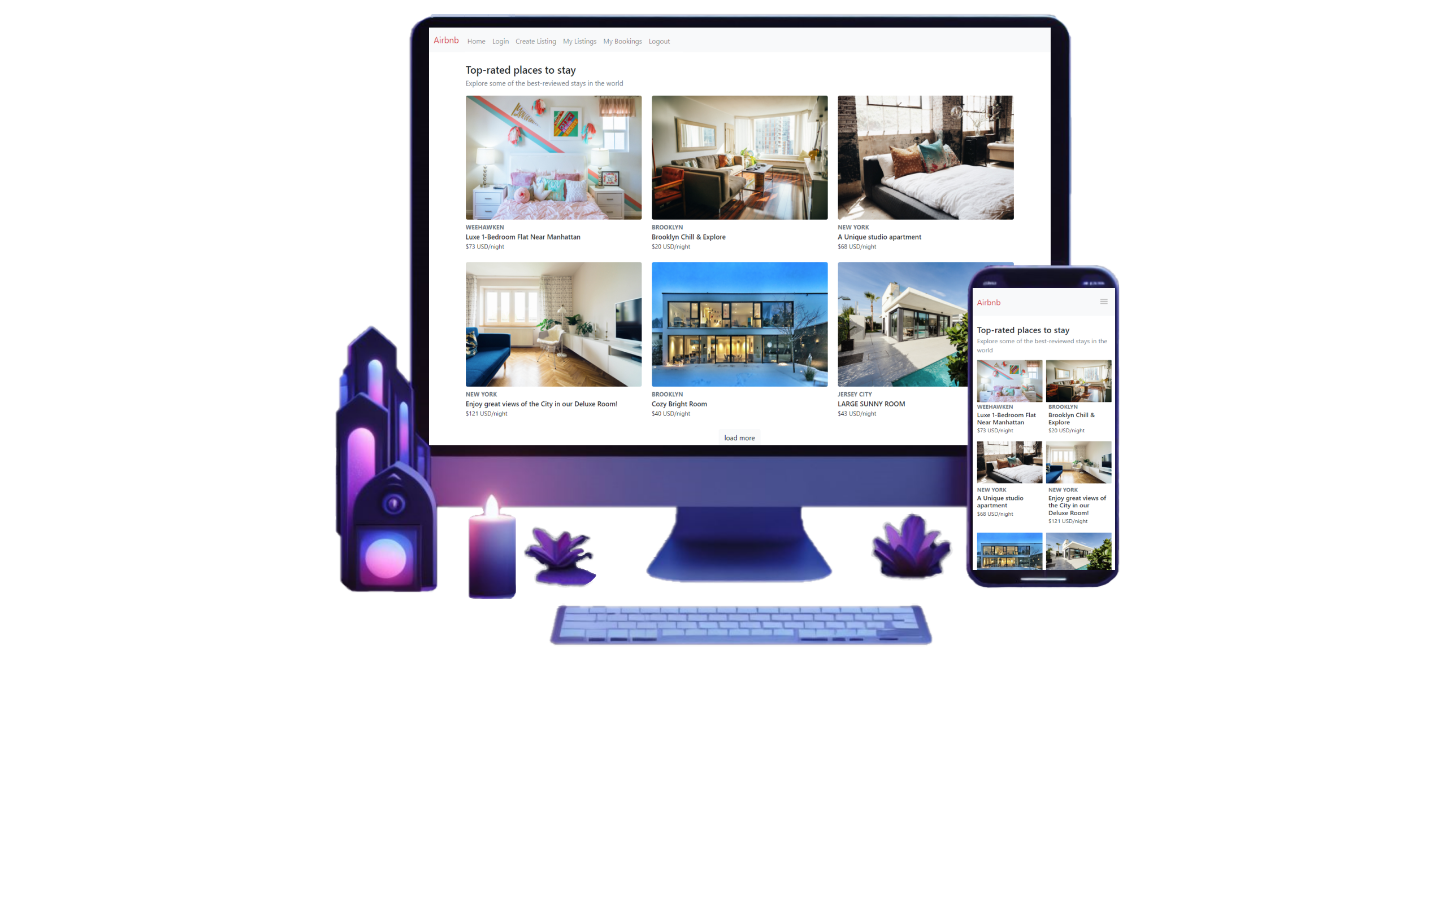 Airbnb Home Login Create Listing My Listings My Bookings Logout
Top-rated places to stay
Explore some of the best-reviewed stays in the world
WEEHAWKEN
Luxe 1-Bedroom Flat Near Manhattan
$73 USD/night
BROOKLYN
Brooklyn Chill & Explore
$20 USD/night
NEW YORK
A Unique studio apartment
$68 USD/night
NEW YORK
Enjoy great views of the City in our Deluxe Room!
$121 USD/night
BROOKLYN
Cozy Bright Room
$40 USD/night
JERSEY CITY
LARGE SUNNY ROOM
$43 USD/night
load more
Airbnb
Top-rated places to stay
Explore some of the best-reviewed stays in the
world
WEEHAWKEN
Luxe 1-Bedroom Flat
Near Manhattan
$73 USD/night
BROOKLYN
Brooklyn Chill &
Explore
$20 USD/night
NEW YORK
A Unique studio
apartment
$68 USD/night
NEW YORK
Enjoy great views of
the City in our
Deluxe Room!
$121 USD/night